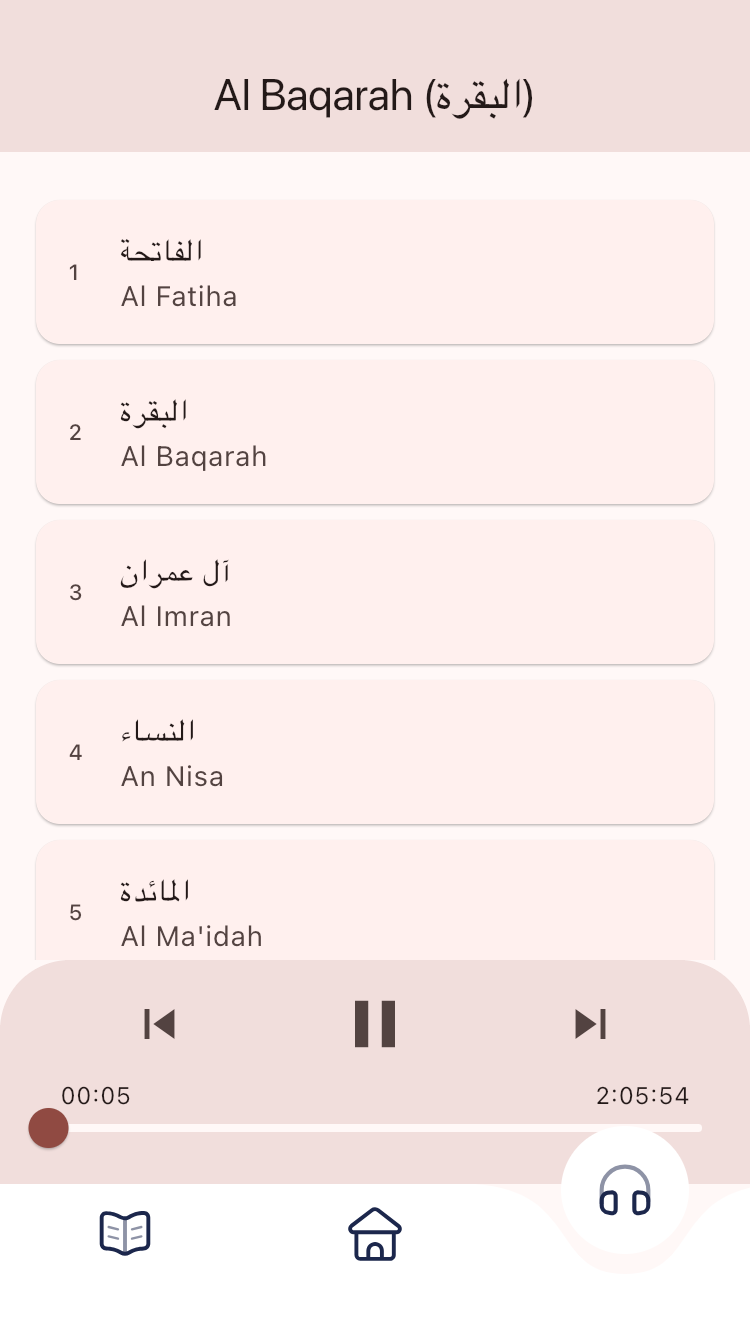 Al Baqarah (البقرة)
1
الفاتحة
Al Fatiha
2
البقرة
Al Baqarah
3
آل عمران
Al Imran
4
النساء
An Nisa
5
المائدة
Al Ma'idah
00:05
2:05:54